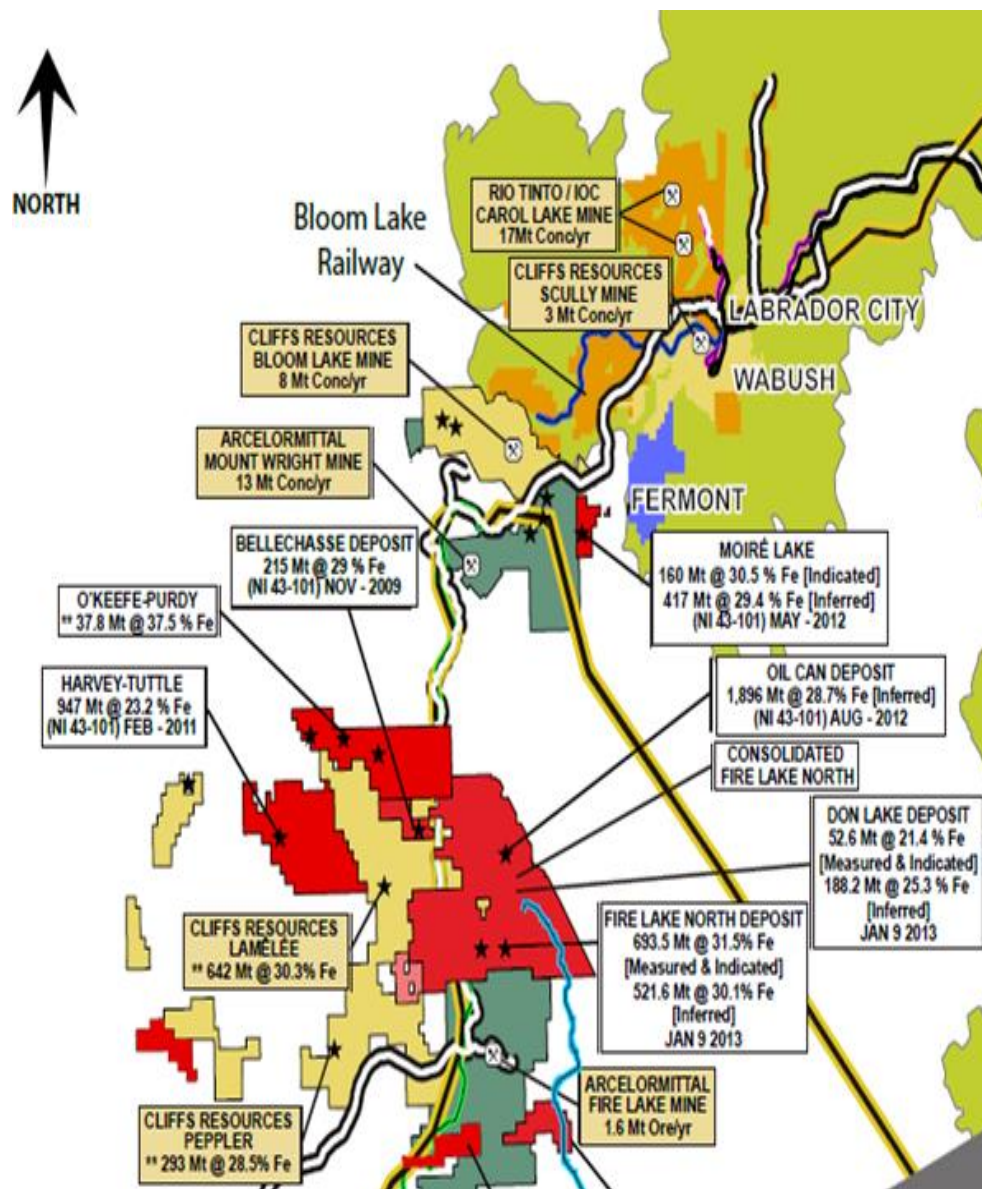 NORTH
Bloom Lake
Railway
RIO TINTO / IOC
CAROL LAKE MINE
17Mt Conc/yr
CLIFFS RESOURCES
SCULLY MINE
3 Mt Conc/yr
LABRADOR CITY
WABUSH
CLIFFS RESOURCES
BLOOM LAKE MINE
8 Mt Conc/yr
ARCELORMITTAL
MOUNT WRIGHT MINE
13 Mt Conc/yr
FERMONT
BELLECHASSE DEPOSIT
215 Mt @ 29 % Fe
(NI 43-101) NOV - 2009
MOIRÉ LAKE
160 Mt @ 30.5 % Fe [Indicated]
417 Mt @ 29.4 % Fe [Inferred]
(NI 43-101) MAY - 2012
O'KEEFE-PURDY
** 37.8 Mt @ 37.5 % Fe
HARVEY-TUTTLE
947 Mt @ 23.2 % Fe
(NI 43-101) FEB - 2011
OIL CAN DEPOSIT
1,896 Mt @ 28.7% Fe [Inferred]
(NI 43-101) AUG - 2012
CONSOLIDATED
FIRE LAKE NORTH
DON LAKE DEPOSIT
52.6 Mt @ 21.4 % Fe
[Measured & Indicated]
188.2 Mt @ 25.3 % Fe
[Inferred]
JAN 9 2013
CLIFFS RESOURCES
LAMÊLÉE
** 642 Mt @ 30.3% Fe
FIRE LAKE NORTH DEPOSIT
693.5 Mt @ 31.5% Fe
[Measured & Indicated]
521.6 Mt @ 30.1% Fe
[Inferred]
JAN 9 2013
ARCELORMITTAL
FIRE LAKE MINE
1.6 Mt Ore/yr
CLIFFS RESOURCES
PEPPLER
** 293 Mt @ 28.5% Fe